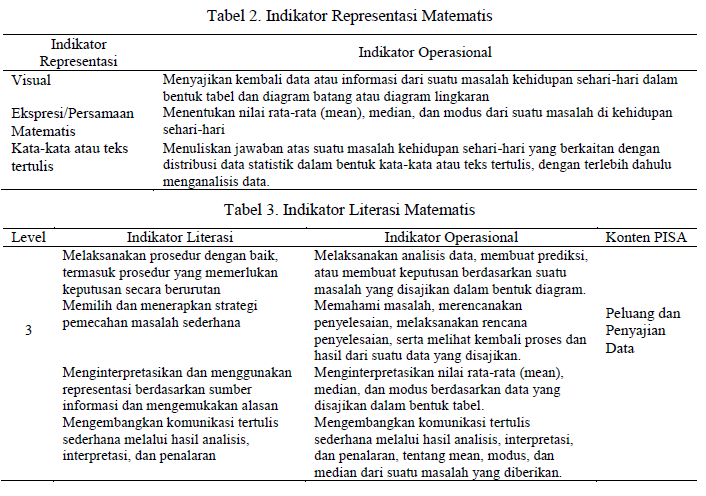 Tabel 2. Indikator Representasi Matematis
Indikator Representasi Indikator Operasional
Visual Menyajikan kembali data atau informasi dari suatu masalah kehidupan sehari-hari dalam
bentuk tabel dan diagram batang atau diagram lingkaran
Ekspresi/Persamaan Menentukan nilai rata-rata (mean), median, dan modus dari suatu masalah di kehidupan
Matematis sehari-hari
Kata-kata atau teks Menuliskan jawaban atas suatu masalah kehidupan sehari-hari yang berkaitan dengan
tertulis distribusi data statistik dalam bentuk kata-kata atau teks tertulis, dengan terlebih dahulu
menganalisis data.
Tabel 3. Indikator Literasi Matematis
Level Indikator Literasi Indikator Operasional Konten PISA
3
Melaksanakan prosedur dengan baik,
termasuk prosedur yang memerlukan
keputusan secara berurutan
Melaksanakan analisis data, membuat prediksi,
atau membuat keputusan berdasarkan suatu
masalah yang disajikan dalam bentuk diagram.
Memilih dan menerapkan strategi
pemecahan masalah sederhana
Memahami masalah, merencanakan
penyelesaian, melaksanakan rencana
penyelesaian, serta melihat kembali proses dan
hasil dari suatu data yang disajikan.
Peluang dan
Penyajian
Data
Menginterpretasikan dan menggunakan
representasi berdasarkan sumber
informasi dan mengemukakan alasan
Menginterpretasikan nilai rata-rata (mean),
median, dan modus berdasarkan data yang
disajikan dalam bentuk tabel.
Mengembangkan komunikasi tertulis
sederhana melalui hasil analisis,
interpretasi, dan penalaran
Mengembangkan komunikasi tertulis
sederhana melalui hasil analisis, interpretasi,
dan penalaran, tentang mean, modus, dan
median dari suatu masalah yang diberikan.